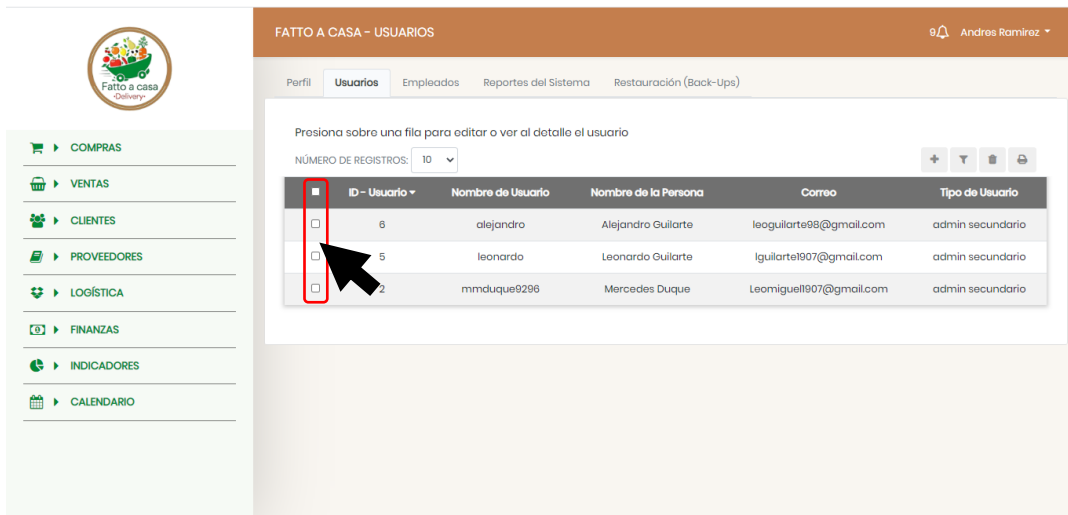 FATTO A CASA - USUARIOS
9 Andres Ramirez
Fatto a casa
-Delivery-
Perfil Usuarios Empleados Reportes del Sistema Restauración (Back-Ups)
Presiona sobre una fila para editar o ver al detalle el usuario
NÚMERO DE REGISTROS: 10
COMPRAS
VENTAS
CLIENTES
PROVEEDORES
LOGÍSTICA
FINANZAS
INDICADORES
CALENDARIO
ID - Usuario Nombre de Usuario Nombre de la Persona Correo Tipo de Usuario
6 alejandro Alejandro Guilarte leoguilarte98@gmail.com admin secundario
5 leonardo Leonardo Guilarte lguilarte1907@gmail.com admin secundario
2 mmduque9296 Mercedes Duque Leomiguel1907@gmail.com admin secundario